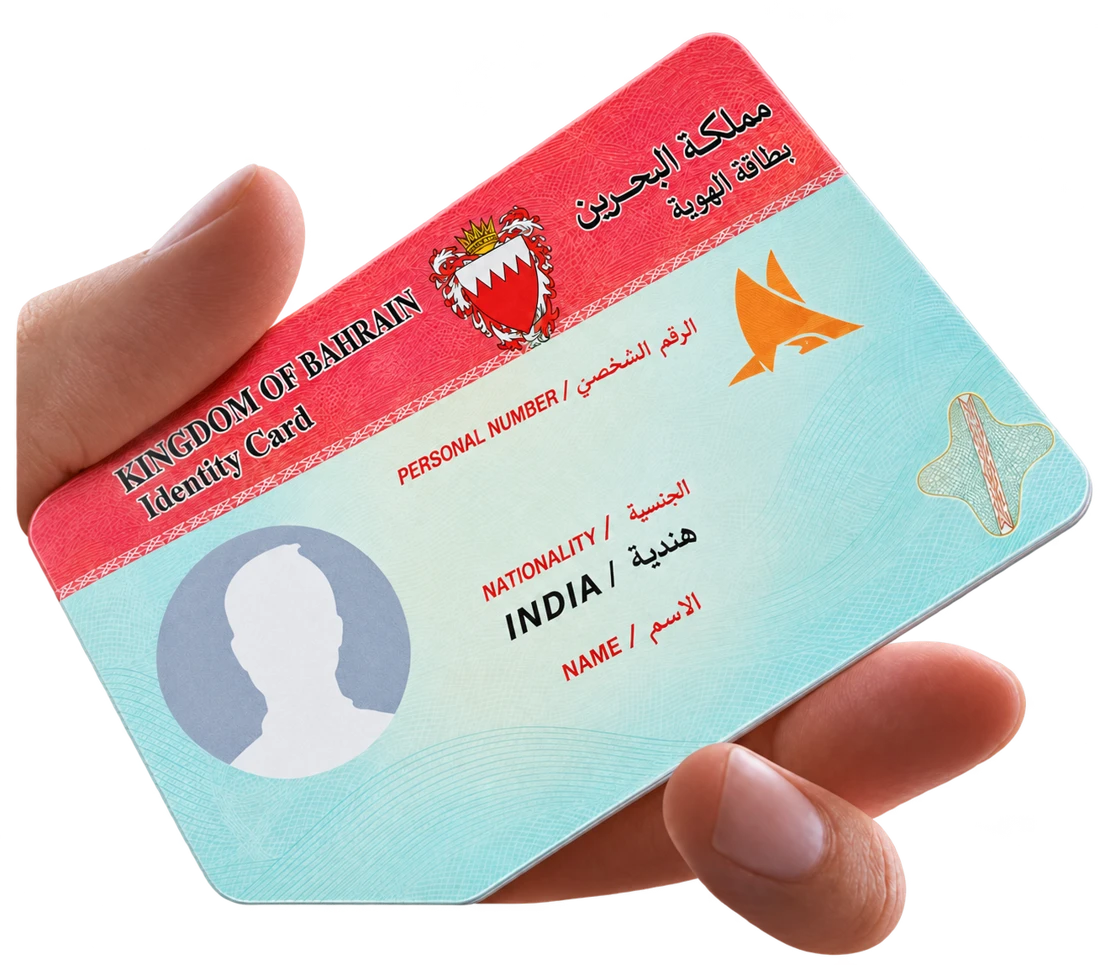 مملكة البحرين
بطاقة الهوية
KINGDOM OF BAHRAIN
Identity Card
PERSONAL NUMBER / الرقم الشخصي
NATIONALITY / الجنسية
INDIA / هندية
NAME / الاسم